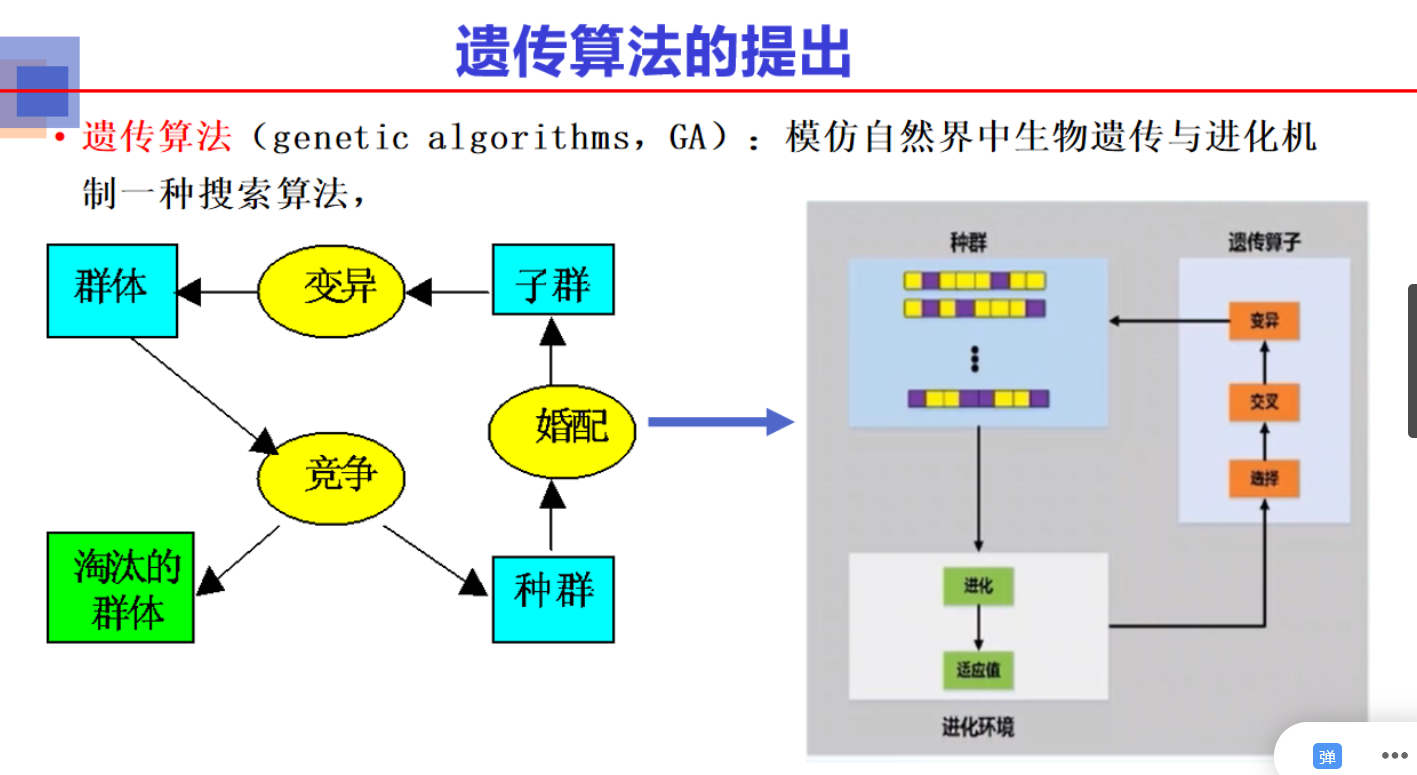 遗传算法的提出
• 遗传算法（genetic algorithms，GA）：模仿自然界中生物遗传与进化机
制一种搜索算法，
群体
变异
子群
婚配
竞争
淘汰的
群体
种群
种群
遗传算子
变异
交叉
选择
进化
适应值
进化环境
弹